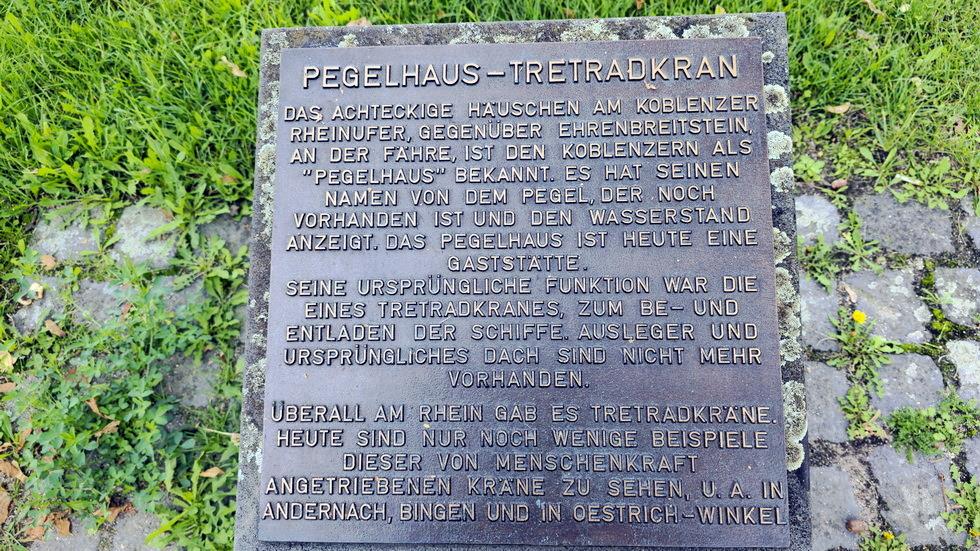 PEGELHAUS – TRETRADKRAN
DAS ACHTECKIGE HÄUSCHEN AM KOBLENZER
RHEINUFER, GEGENÜBER EHRENBREITSTEIN,
AN DER FÄHRE, IST DEN KOBLENZERN ALS
"PEGELHAUS" BEKANNT. ES HAT SEINEN
NAMEN VON DEM PEGEL, DER NOCH
VORHANDEN IST UND DEN WASSERSTAND
ANZEIGT. DAS PEGELHAUS IST HEUTE EINE
GASTSTÄTTE.
SEINE URSPRÜNGLICHE FUNKTION WAR DIE
EINES TRETRADKRANES, ZUM BE– UND
ENTLADEN DER SCHIFFE. AUSLEGER UND
URSPRÜNGLICHES DACH SIND NICHT MEHR
VORHANDEN.
ÜBERALL AM RHEIN GAB ES TRETRADKRÄNE.
HEUTE SIND NUR NOCH WENIGE BEISPIELE
DIESER VON MENSCHENKRAFT
ANGETRIEBENEN KRÄNE ZU SEHEN, U. A. IN
ANDERNACH, BINGEN UND IN OESTRICH–WINKEL